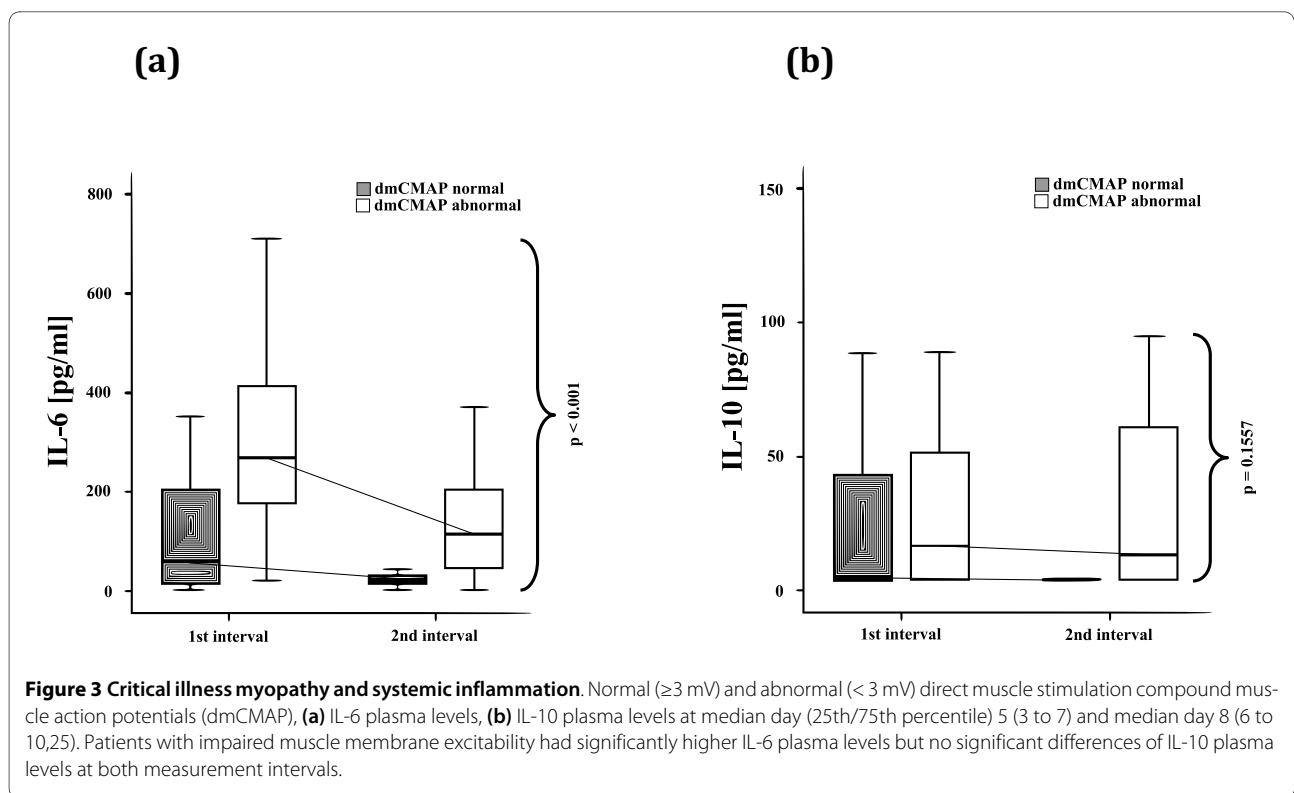 (a)
dmCMAP normal
dmCMAP abnormal
800
600
400
200
0
IL-6 [pg/ml]
p < 0.001
1st interval
2nd interval
(b)
dmCMAP normal
dmCMAP abnormal
150
100
50
0
IL-10 [pg/ml]
p = 0.1557
1st interval
2nd interval
Figure 3 Critical illness myopathy and systemic inflammation. Normal (≥3 mV) and abnormal (< 3 mV) direct muscle stimulation compound mus-
cle action potentials (dmCMAP), (a) IL-6 plasma levels, (b) IL-10 plasma levels at median day (25th/75th percentile) 5 (3 to 7) and median day 8 (6 to
10,25). Patients with impaired muscle membrane excitability had significantly higher IL-6 plasma levels but no significant differences of IL-10 plasma
levels at both measurement intervals.